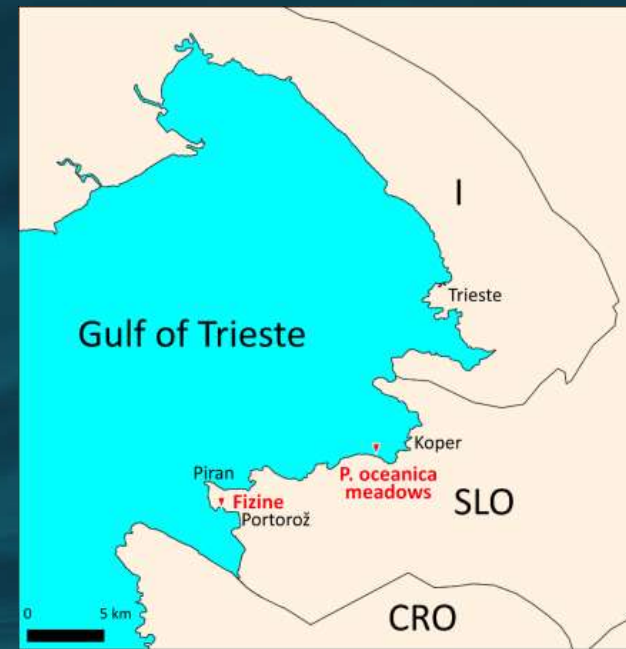 I
Trieste
Gulf of Trieste
Koper
Piran
P. oceanica
meadows
Fizine
SLO
Portorož
0 5 km
CRO